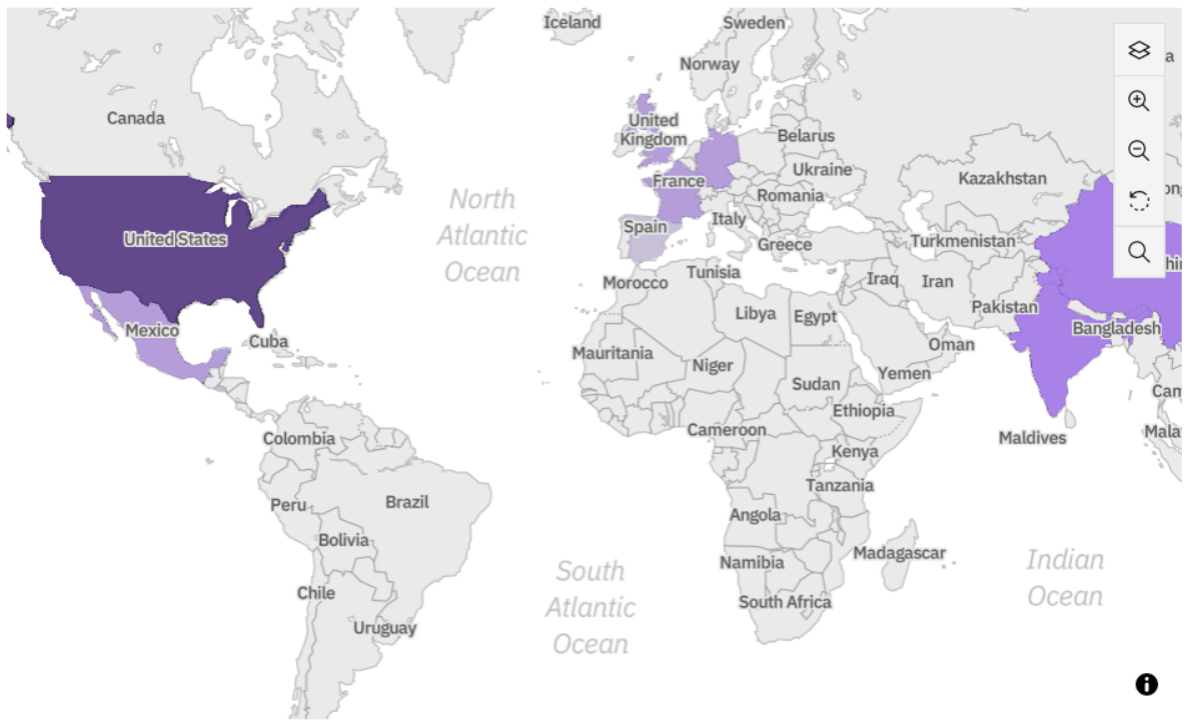 Iceland
Sweden
Norway
Canada
United
Kingdom
Belarus
Ukraine
Kazakhstan
France
Romania
North
Atlantic
Ocean
Spain
Italy
Greece
United States
Turkmenistan
Morocco
Tunisia
Iraq
Iran
Pakistan
Libya
Egypt
Mexico
Cuba
Bangladesh
Oman
Mauritania
Niger
Yemen
Sudan
Ethiopia
Cameroon
Colombia
Maldives
Kenya
Tanzania
Peru
Brazil
Angola
Bolivia
Madagascar
Namibia
South
Atlantic
Ocean
Indian
Ocean
Chile
South Africa
Uruguay